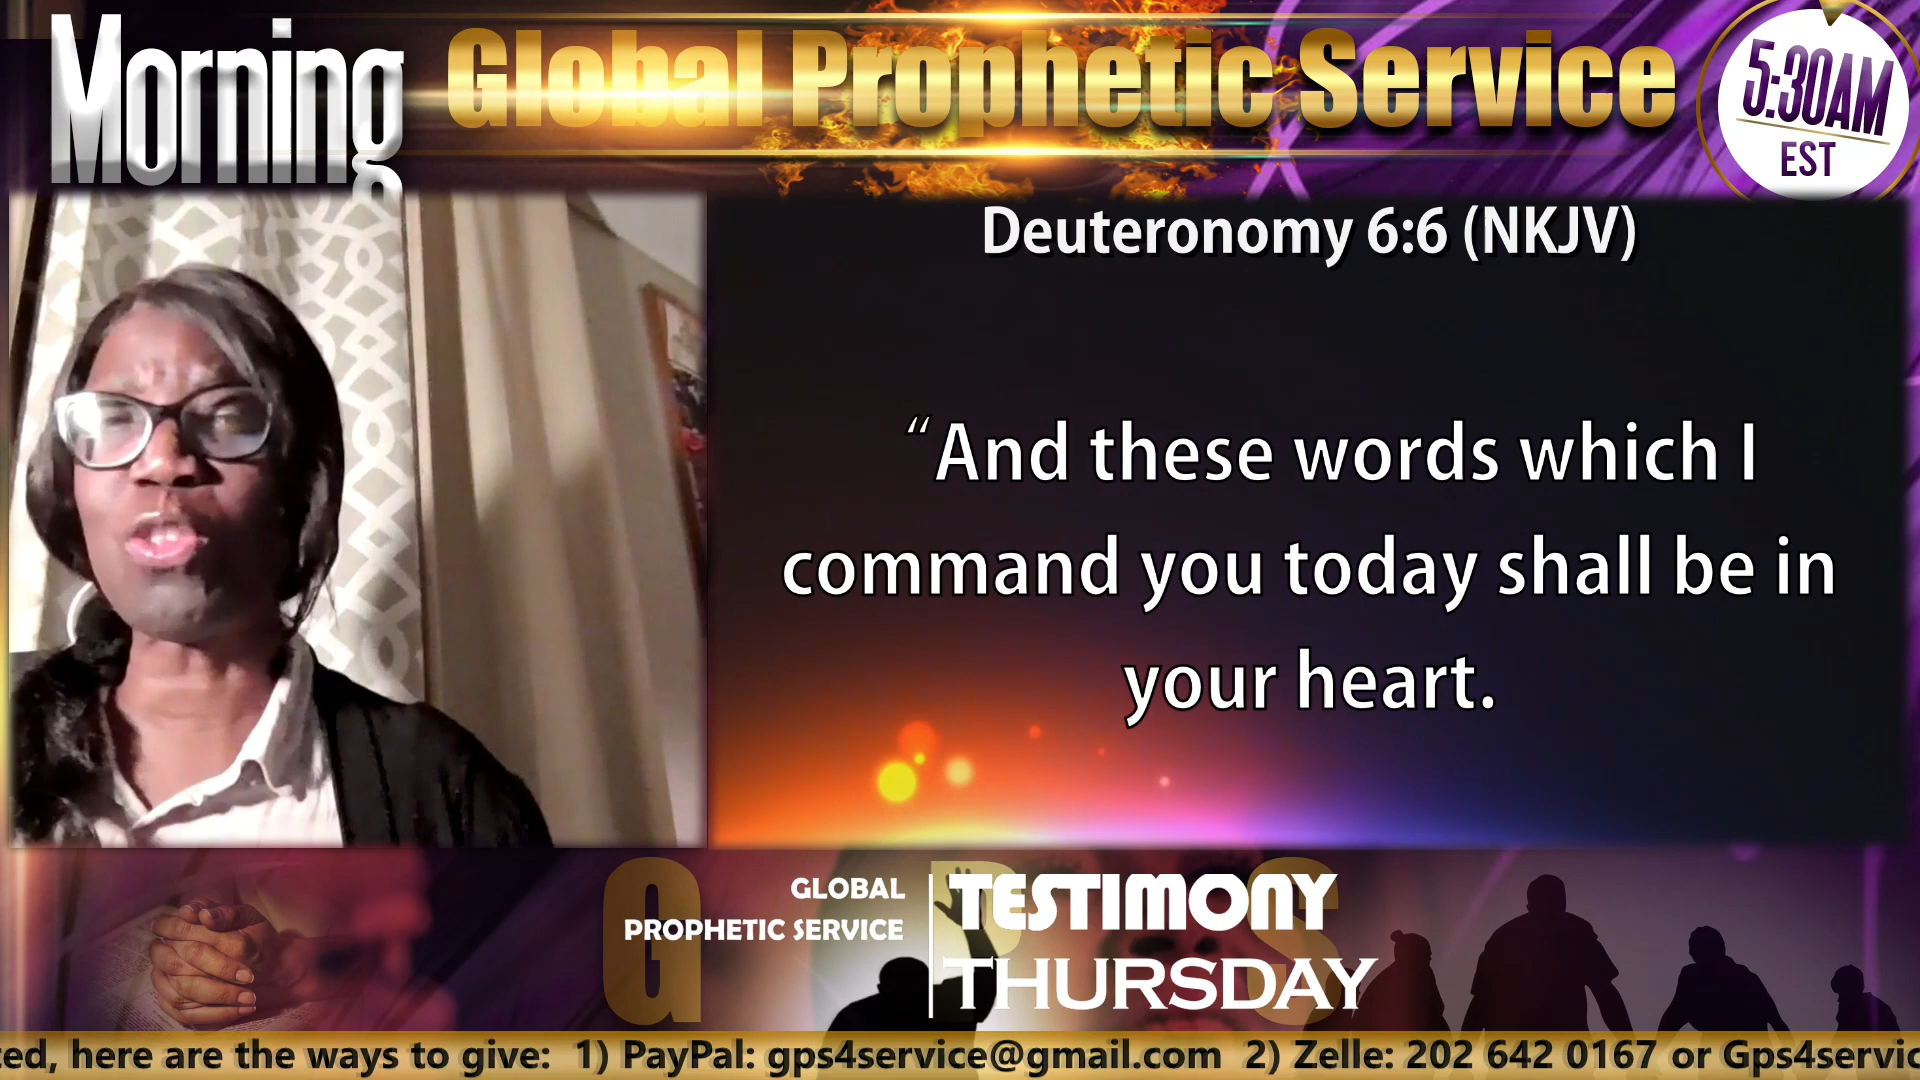 Morning
Global Prophetic Service
5:30AM
EST
Deuteronomy 6:6 (NKJV)
“And these words which I
command you today shall be in
your heart.
GPS
GLOBAL
PROPHETIC SERVICE
TESTIMONY
THURSDAY
ted, here are the ways to give: 1) PayPal: gps4service@gmail.com 2) Zelle: 202 642 0167 or Gps4servic